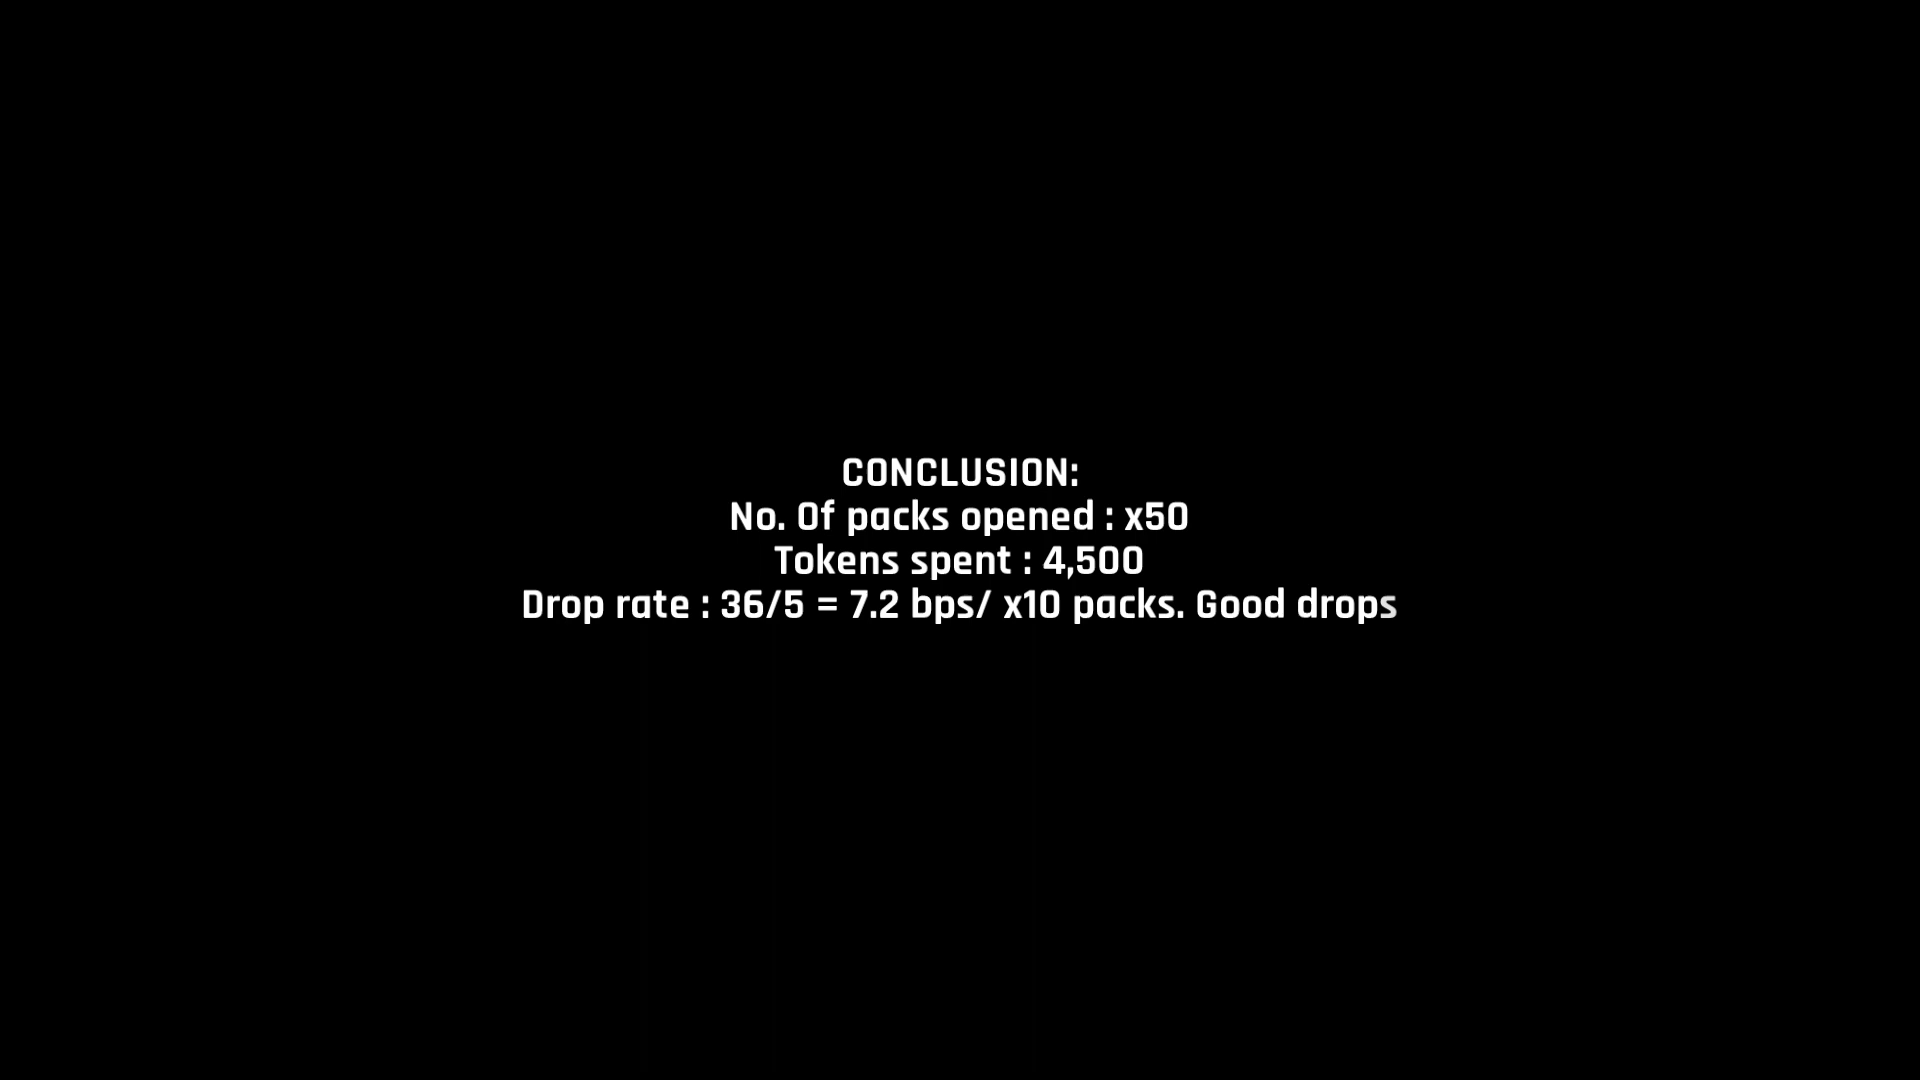 CONCLUSION:
No. Of packs opened : x50
Tokens spent : 4,500
Drop rate : 36/5 = 7.2 bps/ x10 packs. Good drops